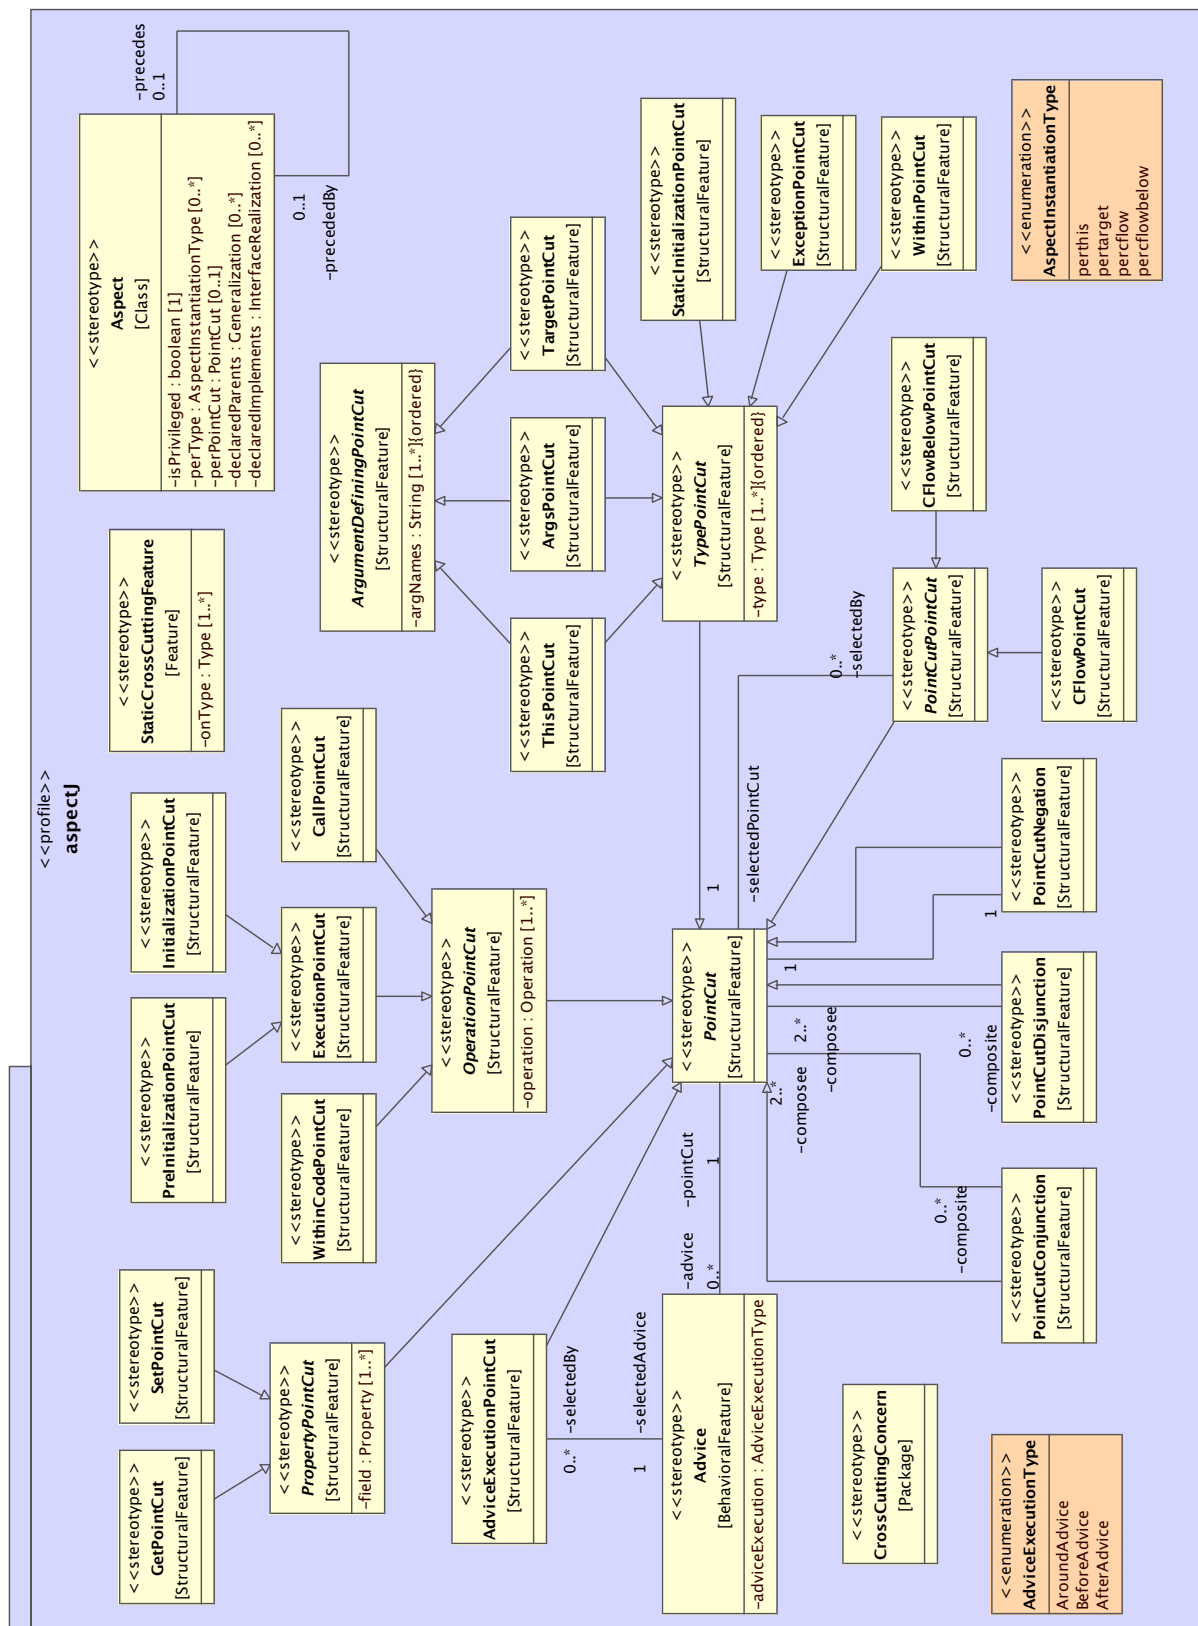 <<profile>>
aspectJ
<<stereotype>>
GetPointCut
[StructuralFeature]
<<stereotype>>
SetPointCut
[StructuralFeature]
<<stereotype>>
PreInitializationPointCut
[StructuralFeature]
<<stereotype>>
InitializationPointCut
[StructuralFeature]
<<stereotype>>
StaticCrossCuttingFeature
[Feature]
-onType : Type [1..*]
<<stereotype>>
Aspect
[Class]
-isPrivileged : boolean [1]
-perType : AspectInstantiationType [0..*]
-perPointCut : PointCut [0..1]
-declaredParents : Generalization [0..*]
-declaredImplements : InterfaceRealization [0..*]
-precedes
0..1
0..1
-precededBy
<<stereotype>>
PropertyPointCut
[StructuralFeature]
-field : Property [1..*]
<<stereotype>>
WithinCodePointCut
[StructuralFeature]
<<stereotype>>
ExecutionPointCut
[StructuralFeature]
<<stereotype>>
CallPointCut
[StructuralFeature]
<<stereotype>>
ArgumentDefiningPointCut
[StructuralFeature]
-argNames : String [1..*]{ordered}
<<stereotype>>
AdviceExecutionPointCut
[StructuralFeature]
<<stereotype>>
OperationPointCut
[StructuralFeature]
-operation : Operation [1..*]
<<stereotype>>
ThisPointCut
[StructuralFeature]
<<stereotype>>
ArgsPointCut
[StructuralFeature]
<<stereotype>>
TargetPointCut
[StructuralFeature]
0..*
-selectedBy
1
-selectedAdvice
<<stereotype>>
Advice
[BehavioralFeature]
-adviceExecution : AdviceExecutionType
-advice
0..*
-pointCut
1
<<stereotype>>
PointCut
[StructuralFeature]
1
-selectedPointCut
<<stereotype>>
TypePointCut
[StructuralFeature]
-type : Type [1..*]{ordered}
<<stereotype>>
StaticInitializationPointCut
[StructuralFeature]
<<stereotype>>
ExceptionPointCut
[StructuralFeature]
<<stereotype>>
WithinPointCut
[StructuralFeature]
2..*
-composee
2..*
-composee
1
0..*
-selectedBy
<<stereotype>>
PointCutPointCut
[StructuralFeature]
<<stereotype>>
CFlowBelowPointCut
[StructuralFeature]
<<stereotype>>
CrossCuttingConcern
[Package]
0..*
-composite
0..*
-composite
1
<<stereotype>>
PointCutConjunction
[StructuralFeature]
<<stereotype>>
PointCutDisjunction
[StructuralFeature]
<<stereotype>>
PointCutNegation
[StructuralFeature]
<<stereotype>>
CFlowPointCut
[StructuralFeature]
<<enumeration>>
AdviceExecutionType
AroundAdvice
BeforeAdvice
AfterAdvice
<<enumeration>>
AspectInstantiationType
perthis
pertarget
percflow
percflowbelow